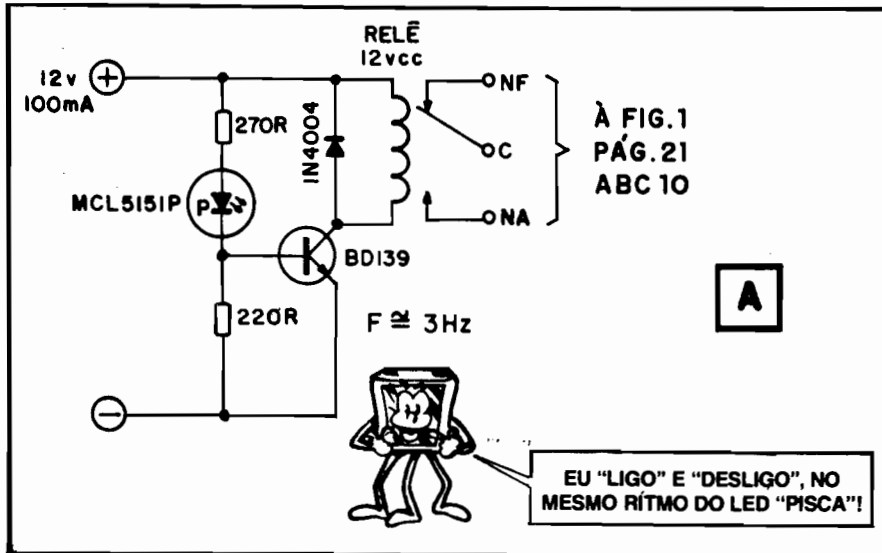 RELÊ
12vcc
12v
100mA
+
270R
1N4004
NF
C
NA
À FIG.1
PÁG.21
ABC 10
MCL5151P
P
BD139
220R
F ≅ 3Hz
A
−
EU “LIGO” E “DESLIGO”, NO
MESMO RÍTMO DO LED “PISCA”!